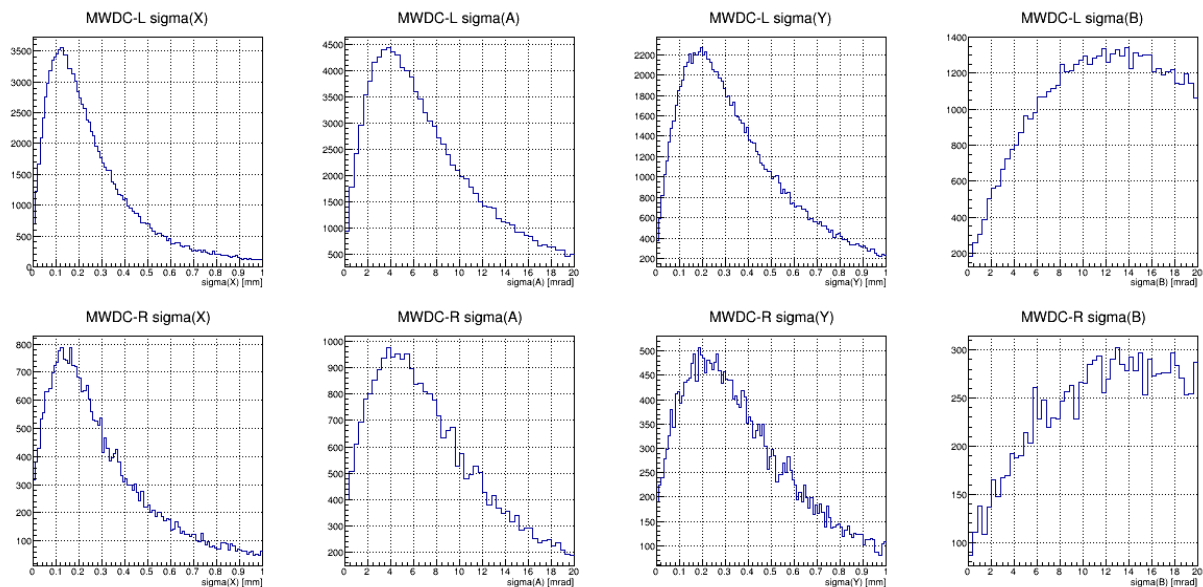 MWDC-L sigma(X)
3500
3000
2500
2000
1500
1000
500
0
0 0.1 0.2 0.3 0.4 0.5 0.6 0.7 0.8 0.9 1
sigma(X) [mm]
MWDC-L sigma(A)
4500
4000
3500
3000
2500
2000
1500
1000
500
0 2 4 6 8 10 12 14 16 18 20
sigma(A) [mrad]
MWDC-L sigma(Y)
2200
2000
1800
1600
1400
1200
1000
800
600
400
200
0 0.1 0.2 0.3 0.4 0.5 0.6 0.7 0.8 0.9 1
sigma(Y) [mm]
MWDC-L sigma(B)
1400
1200
1000
800
600
400
200
0 2 4 6 8 10 12 14 16 18 20
sigma(B) [mrad]
MWDC-R sigma(X)
800
700
600
500
400
300
200
100
0 0.1 0.2 0.3 0.4 0.5 0.6 0.7 0.8 0.9 1
sigma(X) [mm]
MWDC-R sigma(A)
1000
900
800
700
600
500
400
300
200
0 2 4 6 8 10 12 14 16 18 20
sigma(A) [mrad]
MWDC-R sigma(Y)
500
450
400
350
300
250
200
150
100
0 0.1 0.2 0.3 0.4 0.5 0.6 0.7 0.8 0.9 1
sigma(Y) [mm]
MWDC-R sigma(B)
300
250
200
150
100
0 2 4 6 8 10 12 14 16 18 20
sigma(B) [mrad]